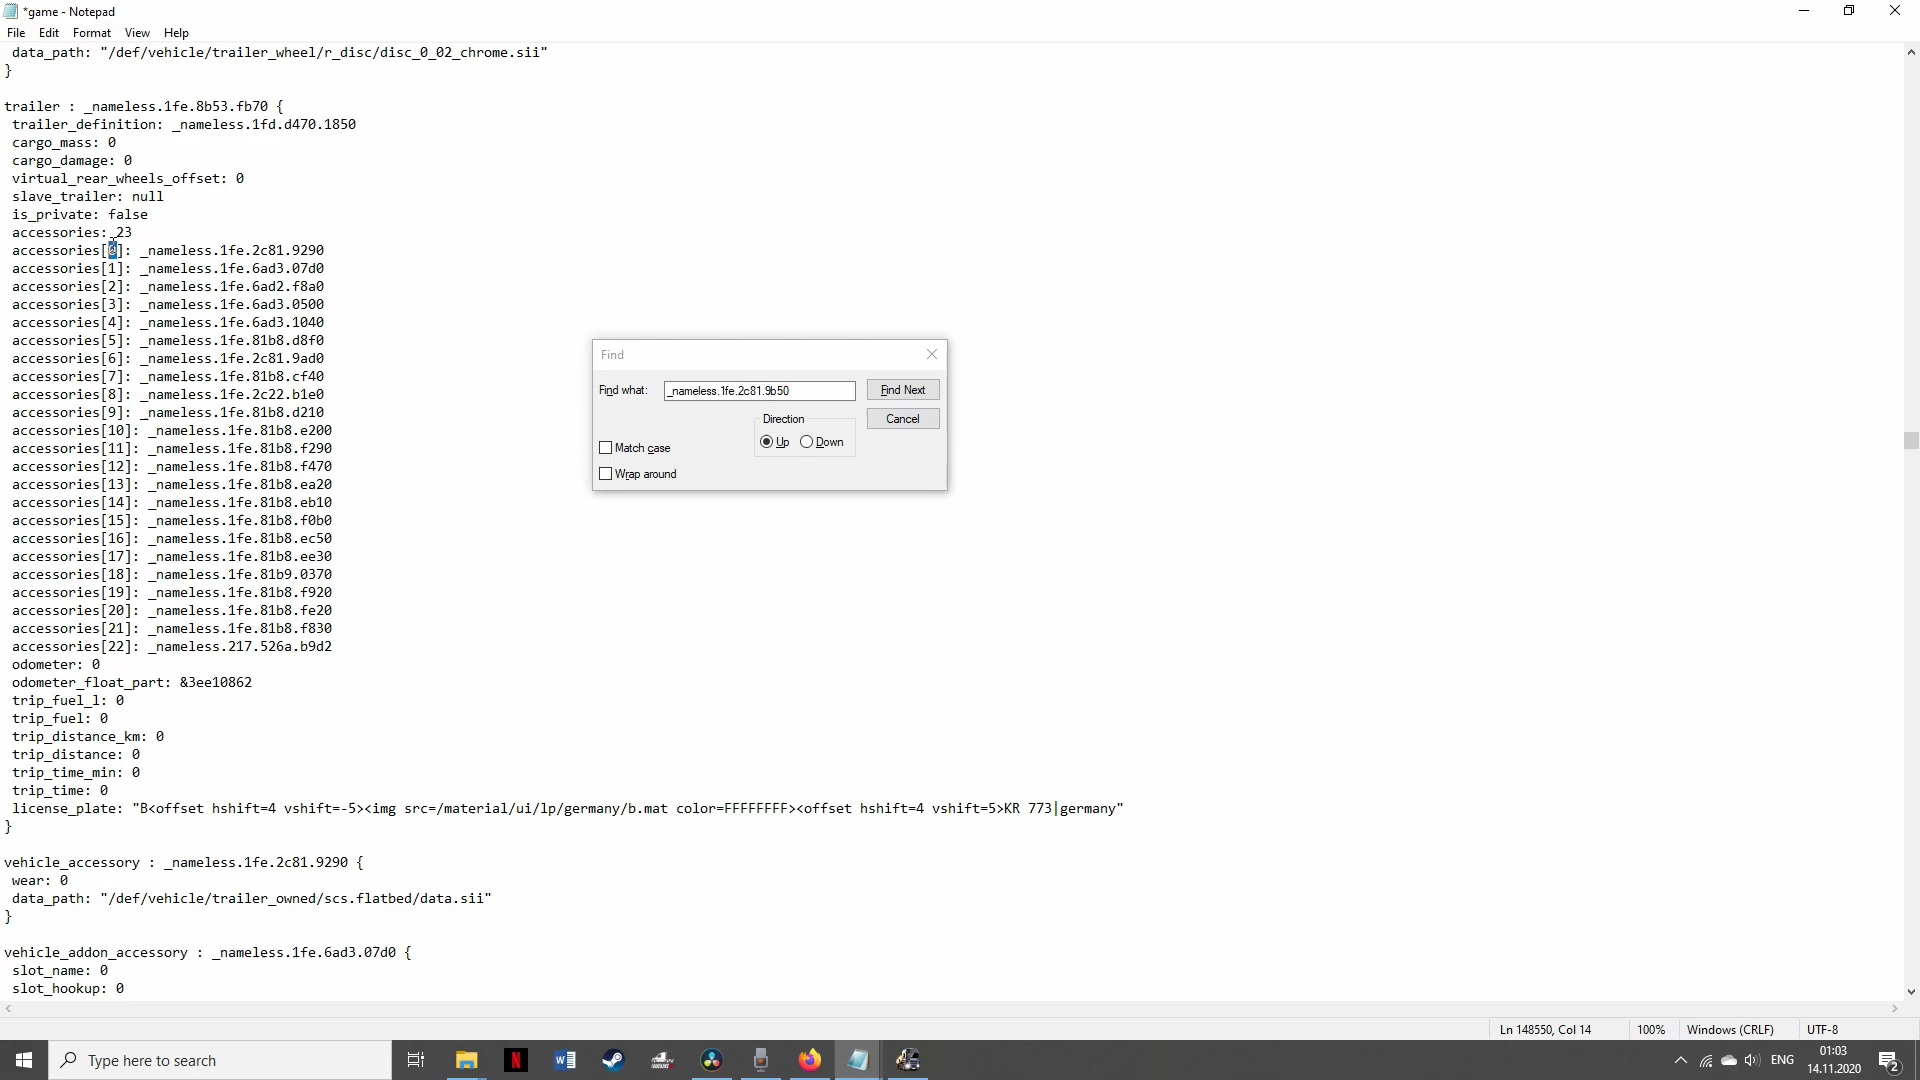 *game - Notepad
File Edit Format View Help
data_path: "/def/vehicle/trailer_wheel/r_disc/disc_0_02_chrome.sii"
}
trailer : _nameless.1fe.8b53.fb70 {
trailer_definition: _nameless.1fd.d470.1850
cargo_mass: 0
cargo_damage: 0
virtual_rear_wheels_offset: 0
slave_trailer: null
is_private: false
accessories: 23
accessories[0]: _nameless.1fe.2c81.9290
accessories[1]: _nameless.1fe.6ad3.07d0
accessories[2]: _nameless.1fe.6ad2.f8a0
accessories[3]: _nameless.1fe.6ad3.0500
accessories[4]: _nameless.1fe.6ad3.1040
accessories[5]: _nameless.1fe.81b8.d8f0
accessories[6]: _nameless.1fe.2c81.9ad0
accessories[7]: _nameless.1fe.81b8.cf40
accessories[8]: _nameless.1fe.2c22.b1e0
accessories[9]: _nameless.1fe.81b8.d210
accessories[10]: _nameless.1fe.81b8.e200
accessories[11]: _nameless.1fe.81b8.f290
accessories[12]: _nameless.1fe.81b8.f470
accessories[13]: _nameless.1fe.81b8.ea20
accessories[14]: _nameless.1fe.81b8.eb10
accessories[15]: _nameless.1fe.81b8.f0b0
accessories[16]: _nameless.1fe.81b8.ec50
accessories[17]: _nameless.1fe.81b8.ee30
accessories[18]: _nameless.1fe.81b9.0370
accessories[19]: _nameless.1fe.81b8.f920
accessories[20]: _nameless.1fe.81b8.fe20
accessories[21]: _nameless.1fe.81b8.f830
accessories[22]: _nameless.217.526a.b9d2
odometer: 0
odometer_float_part: &3ee10862
trip_fuel_l: 0
trip_fuel: 0
trip_distance_km: 0
trip_distance: 0
trip_time_min: 0
trip_time: 0
license_plate: "B<offset hshift=4 vshift=-5><img src=/material/ui/lp/germany/b.mat color=FFFFFFFF><offset hshift=4 vshift=5>KR 773|germany"
}
vehicle_accessory : _nameless.1fe.2c81.9290 {
wear: 0
data_path: "/def/vehicle/trailer_owned/scs.flatbed/data.sii"
}
vehicle_addon_accessory : _nameless.1fe.6ad3.07d0 {
slot_name: 0
slot_hookup: 0
Find
Find what: _nameless.1fe.2c81.9b50 Find Next
Direction Cancel
Up Down
Match case
Wrap around
Ln 148550, Col 14 100% Windows (CRLF) UTF-8
Type here to search
N
W
ENG
01:03
14.11.2020
2